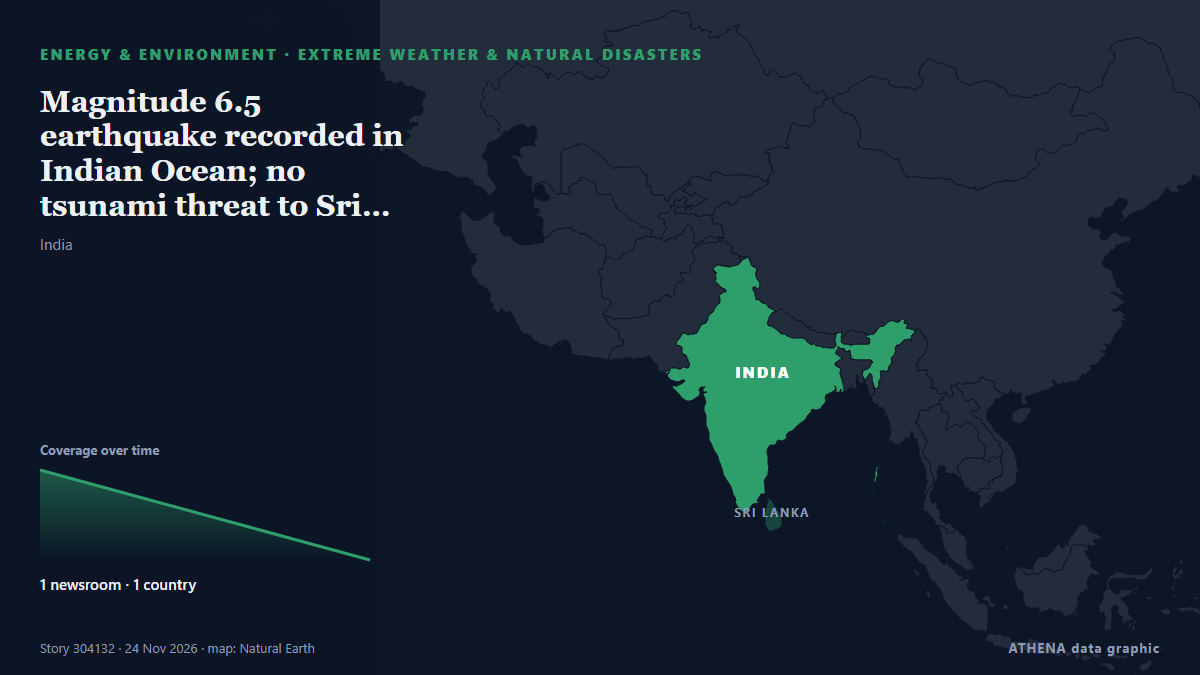 ENERGY & ENVIRONMENT · EXTREME WEATHER & NATURAL DISASTERS
Magnitude 6.5
earthquake recorded in
Indian Ocean; no
tsunami threat to Sri...
India
INDIA
SRI LANKA
Coverage over time
1 newsroom · 1 country
Story 304132 · 24 Nov 2026 · map: Natural Earth
ATHENA data graphic